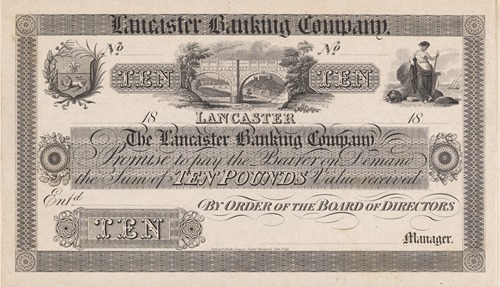 Lancaster Banking Company.
No No
TEN TEN
18 LANCASTER 18
The Lancaster Banking Company
Promise to pay the Bearer on Demand
the Sum of TEN POUNDS Value received
Entd BY ORDER OF THE BOARD OF DIRECTORS
TEN
Manager.